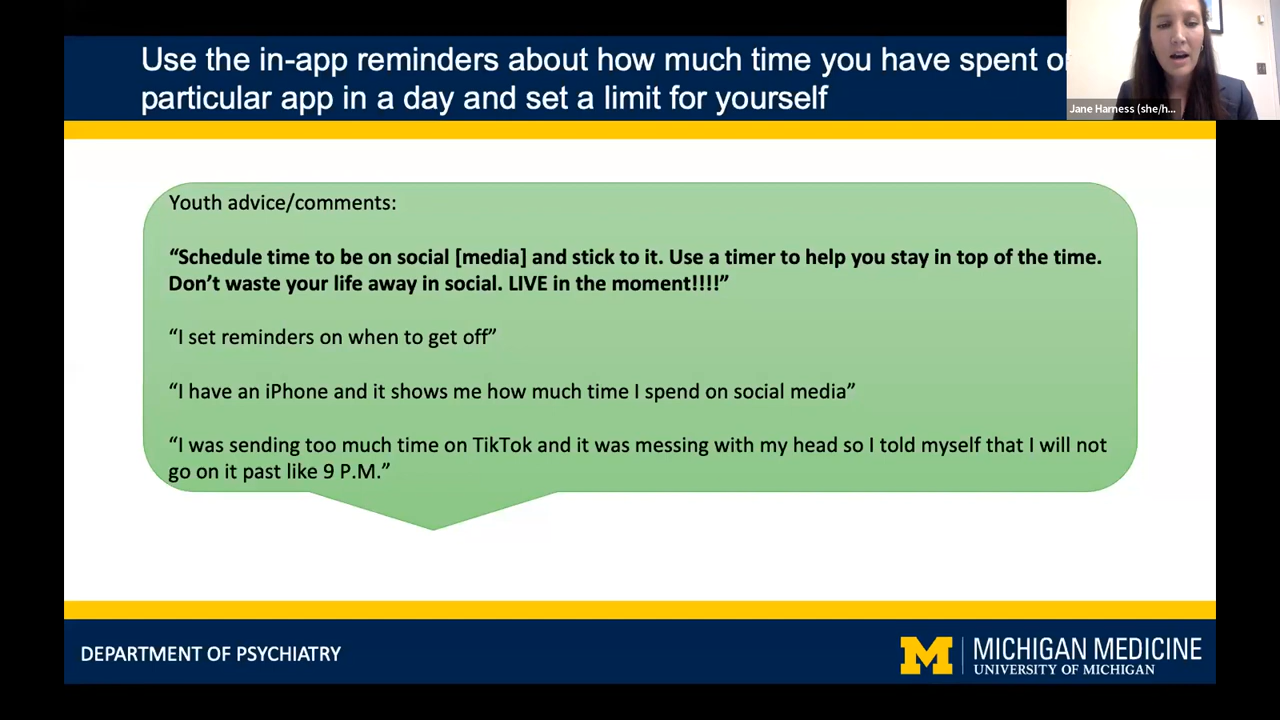 Use the in-app reminders about how much time you have spent
particular app in a day and set a limit for yourself
Jane Harness (she/h...
Youth advice/comments:
“Schedule time to be on social [media] and stick to it. Use a timer to help you stay in top of the time.
Don’t waste your life away in social. LIVE in the moment!!!!”
“I set reminders on when to get off”
“I have an iPhone and it shows me how much time I spend on social media”
“I was sending too much time on TikTok and it was messing with my head so I told myself that I will not
go on it past like 9 P.M.”
DEPARTMENT OF PSYCHIATRY
M
MICHIGAN MEDICINE
UNIVERSITY OF MICHIGAN